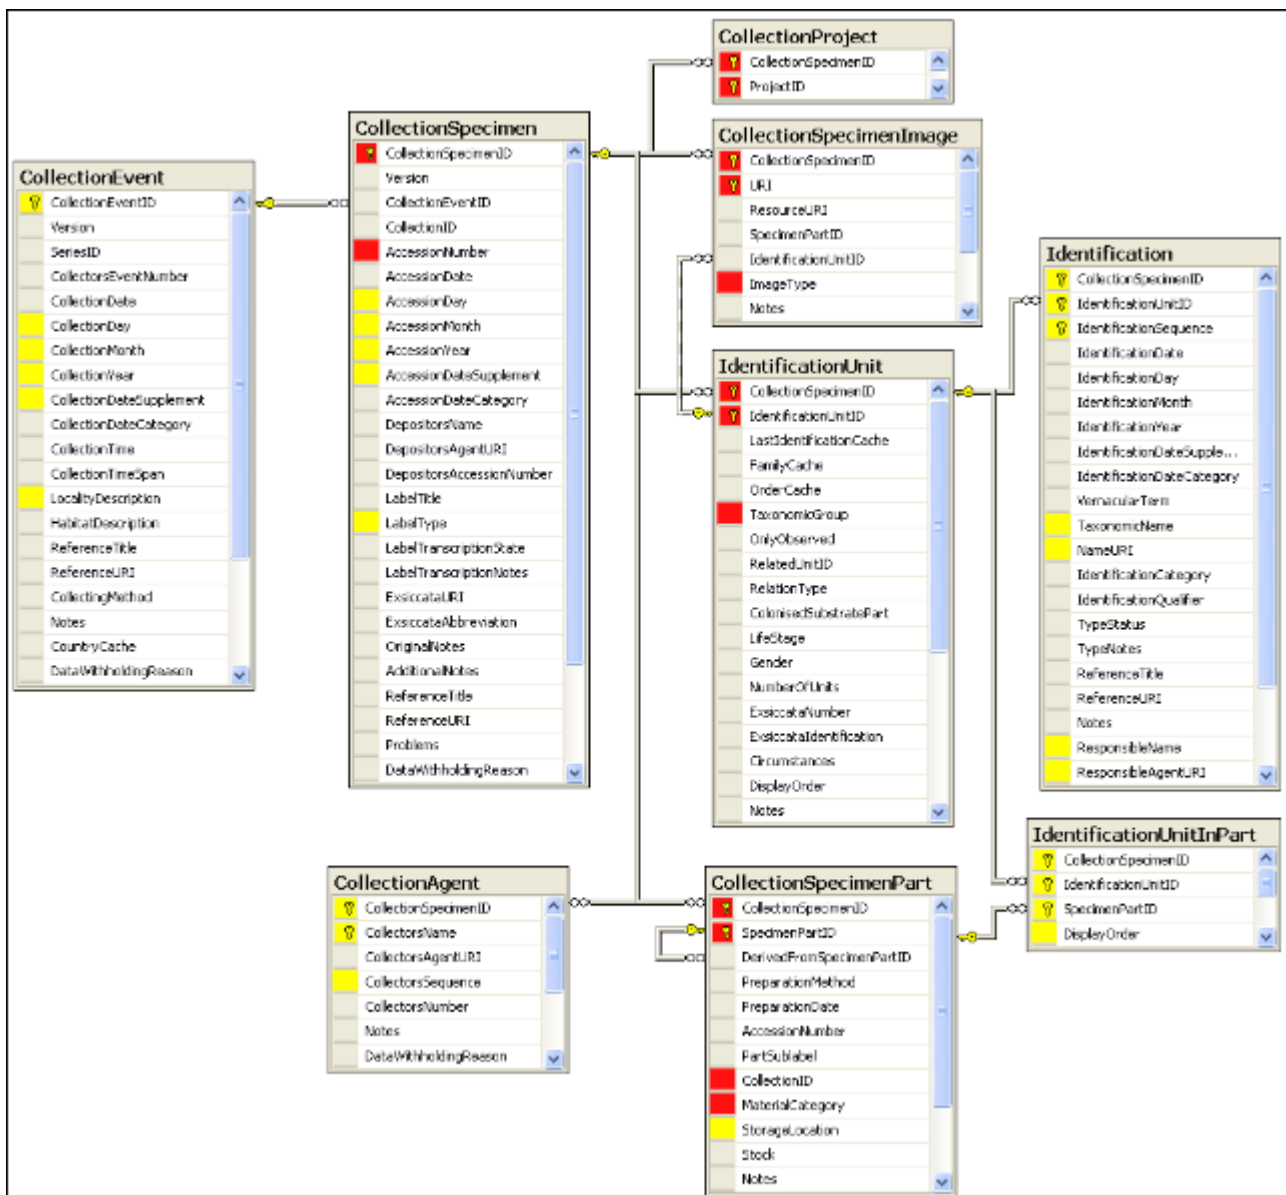 CollectionProject
CollectionSpecimenID
ProjectID
CollectionSpecimen
CollectionSpecimenID
Version
CollectionEventID
CollectionID
AccessionNumber
AccessionDate
AccessionDay
AccessionMonth
AccessionYear
AccessionDateSupplement
AccessionDateCategory
DepositorsName
DepositorsAgentURI
DepositorsAccessionNumber
LabelTitle
LabelType
LabelTranscriptionState
LabelTranscriptionNotes
ExsiccataURI
ExsiccataAbbreviation
OriginalNotes
AdditionalNotes
ReferenceTitle
ReferenceURI
Problems
DataWithholdingReason
CollectionSpecimenImage
CollectionSpecimenID
URI
ResourceURI
SpecimenPartID
IdentificationUnitID
ImageType
Notes
CollectionEvent
CollectionEventID
Version
SeriesID
CollectorsEventNumber
CollectionDate
CollectionDay
CollectionMonth
CollectionYear
CollectionDateSupplement
CollectionDateCategory
CollectionTime
CollectionTimeSpan
LocalityDescription
HabitatDescription
ReferenceTitle
ReferenceURI
CollectingMethod
Notes
CountryCache
DataWithholdingReason
Identification
CollectionSpecimenID
IdentificationUnitID
IdentificationSequence
IdentificationDate
IdentificationDay
IdentificationMonth
IdentificationYear
IdentificationDateSupple...
IdentificationDateCategory
VernacularTerm
TaxonomicName
NameURI
IdentificationCategory
IdentificationQualifier
TypeStatus
TypeNotes
ReferenceTitle
ReferenceURI
Notes
ResponsibleName
ResponsibleAgentURI
IdentificationUnit
CollectionSpecimenID
IdentificationUnitID
LastIdentificationCache
FamilyCache
OrderCache
TaxonomicGroup
OnlyObserved
RelatedUnitID
RelationType
ColonisedSubstratePart
LifeStage
Gender
NumberOfUnits
ExsiccataNumber
ExsiccataIdentification
Circumstances
DisplayOrder
Notes
IdentificationUnitInPart
CollectionSpecimenID
IdentificationUnitID
SpecimenPartID
DisplayOrder
CollectionAgent
CollectionSpecimenID
CollectorsName
CollectorsAgentURI
CollectorsSequence
CollectorsNumber
Notes
DataWithholdingReason
CollectionSpecimenPart
CollectionSpecimenID
SpecimenPartID
DerivedFromSpecimenPartID
PreparationMethod
PreparationDate
AccessionNumber
PartSublabel
CollectionID
MaterialCategory
StorageLocation
Stock
Notes